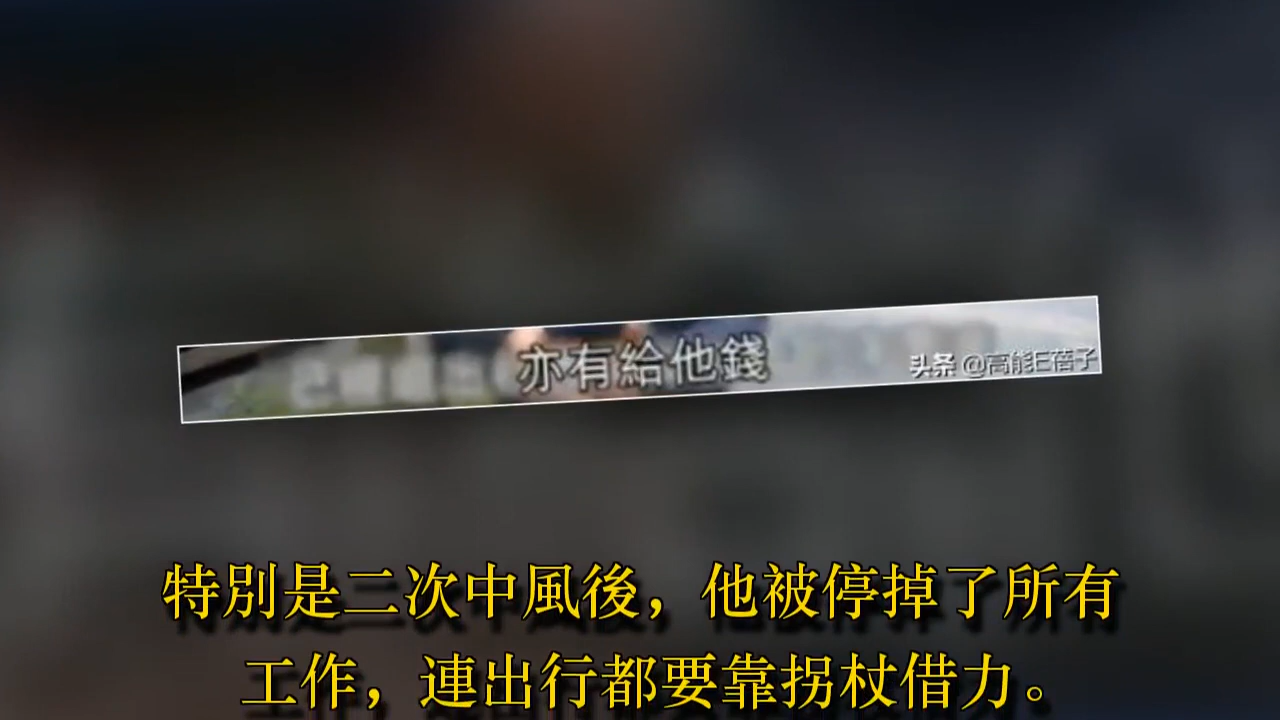 亦有給他錢
头条 @高能E蓓子
特別是二次中風後，他被停掉了所有
工作，連出行都要靠拐杖借力。